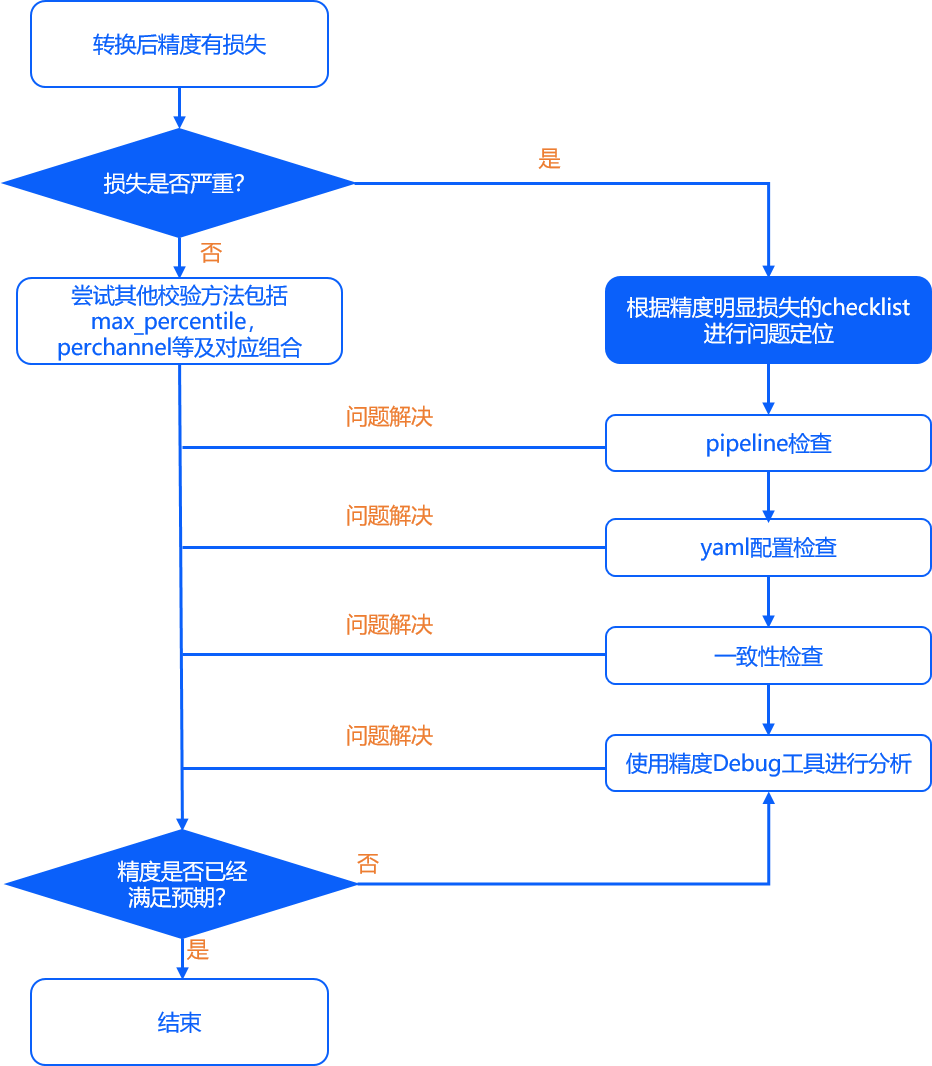 转换后精度有损失
是
损失是否严重?
否
尝试其他校验方法包括
max_percentile，
perchannel等及对应组合
根据精度明显损失的checklist
进行问题定位
问题解决
pipeline检查
问题解决
yaml配置检查
问题解决
一致性检查
问题解决
使用精度Debug工具进行分析
精度是否已经
满足预期?
否
是
结束